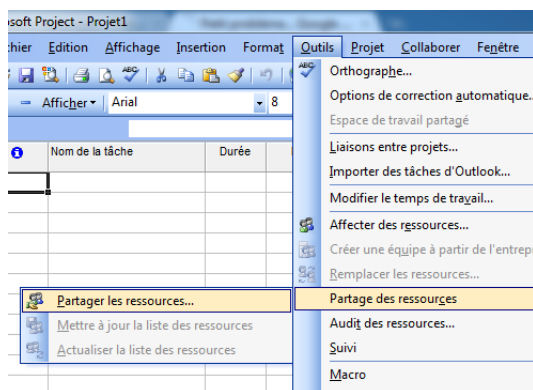 osoft Project - Projet1
chier Edition Affichage Insertion Format Outils Projet Collaborer Fenêtre
Afficher Arial 8
Nom de la tâche Durée
Orthographe...
Options de correction automatique..
Espace de travail partagé
Liaisons entre projets...
Importer des tâches d'Outlook...
Modifier le temps de travail...
Affecter des ressources...
Créer une équipe à partir de l'entrep
Remplacer les ressources...
Partage des ressources
Audit des ressources...
Suivi
Macro
Partager les ressources...
Mettre à jour la liste des ressources
Actualiser la liste des ressources